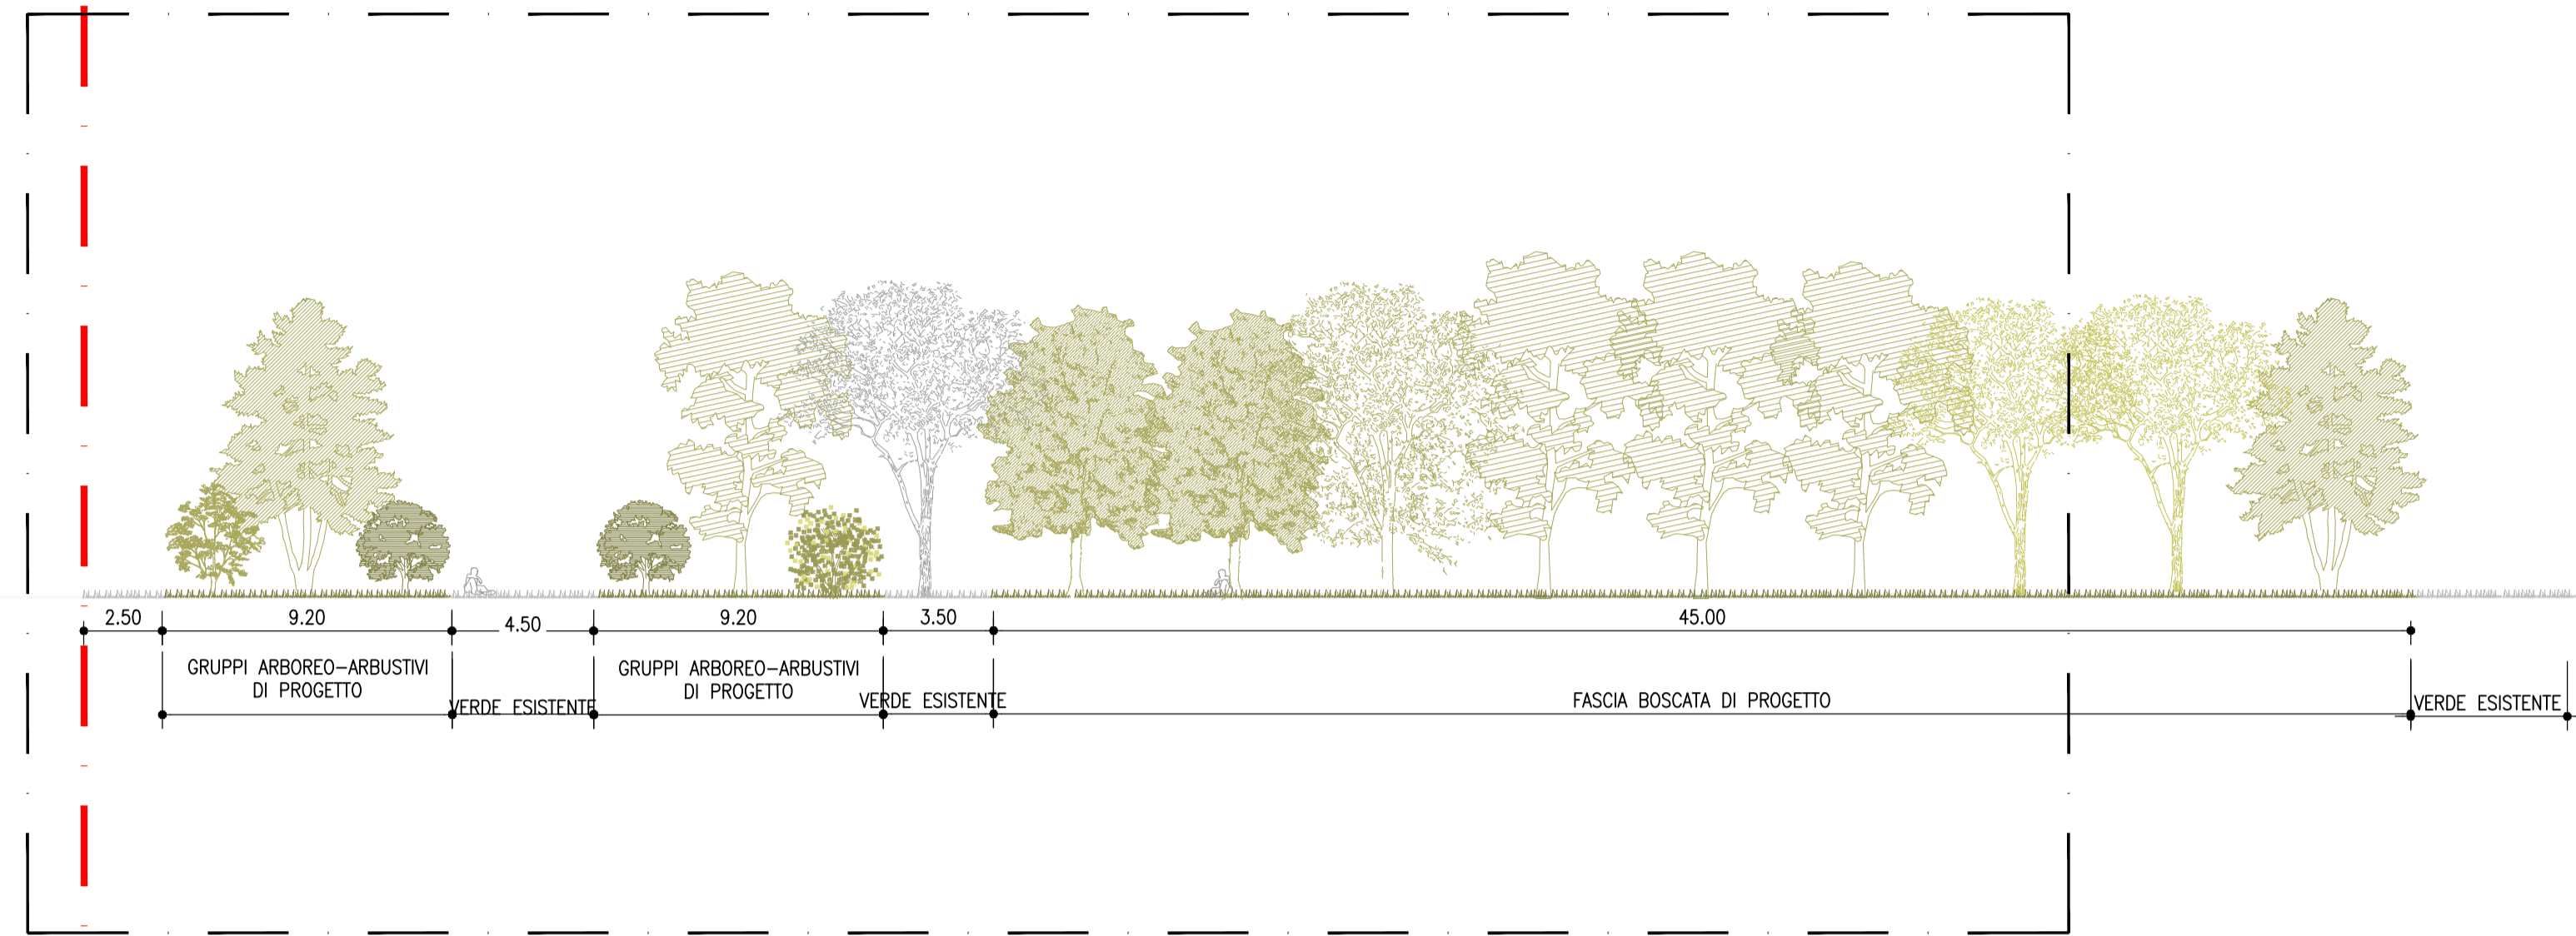 2.50
9.20
4.50
9.20
3.50
45.00
GRUPPI ARBOREO-ARBUSTIVI
DI PROGETTO
VERDE ESISTENTE
GRUPPI ARBOREO-ARBUSTIVI
DI PROGETTO
VERDE ESISTENTE
FASCIA BOSCATA DI PROGETTO
VERDE ESISTENTE